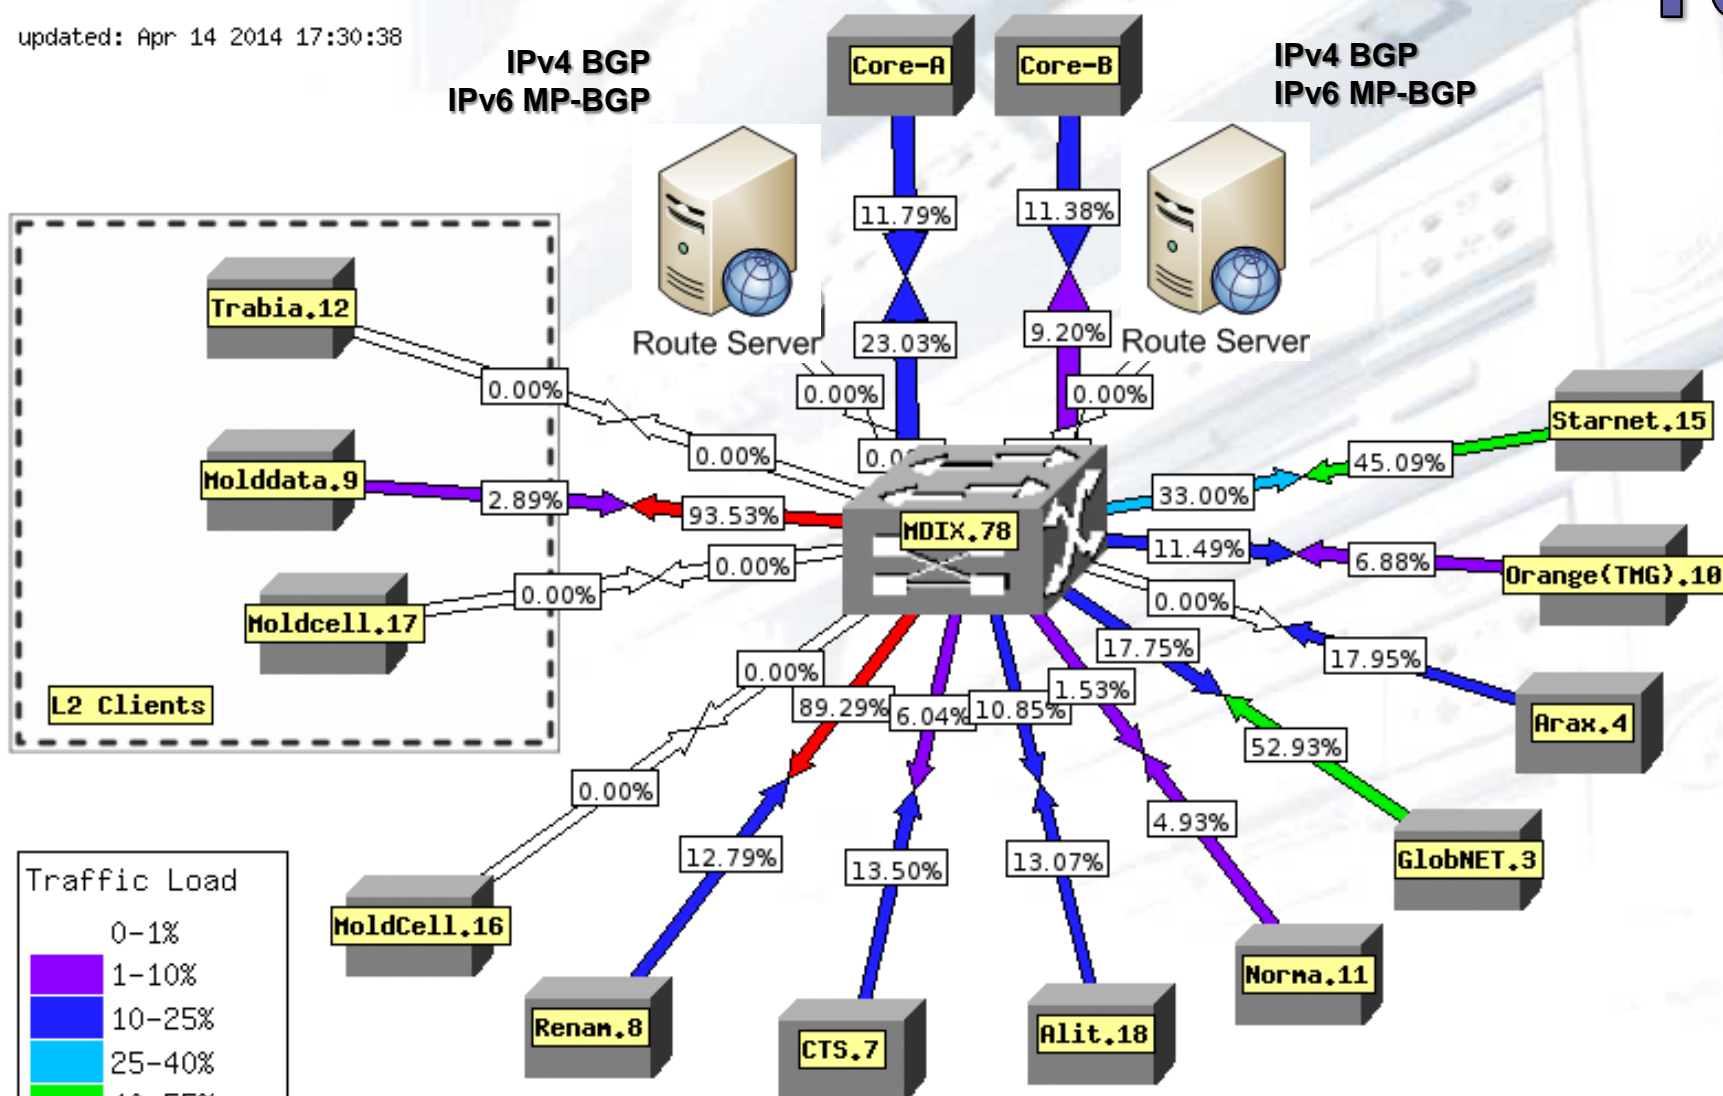 updated: Apr 14 2014 17:30:38
IPv4 BGP
IPv6 MP-BGP
Core-A
Core-B
IPv4 BGP
IPv6 MP-BGP
11.79%
11.38%
Trabia.12
23.03%
9.20%
Route Server
Route Server
0.00%
0.00%
0.00%
0.00%
Starnet.15
45.09%
33.00%
Molddata.9
2.89%
93.53%
MDIX.78
11.49%
6.88%
Orange(TMG).10
0.00%
0.00%
0.00%
Moldcell.17
17.75%
17.95%
0.00%
1.53%
L2 Clients
89.29%
6.04%
10.85%
Arax.4
52.93%
0.00%
4.93%
12.79%
13.50%
13.07%
GlobNET.3
Traffic Load
0-1%
1-10%
10-25%
25-40%
MoldCell.16
Renam.8
CTS.7
Alit.18
Norma.11